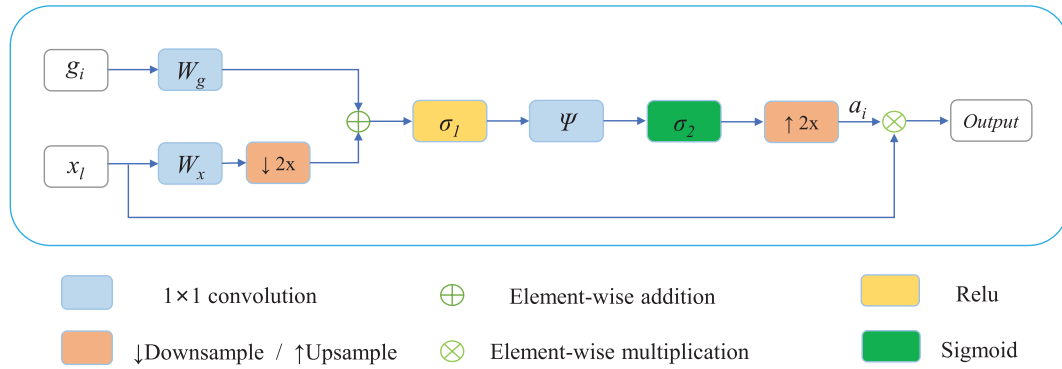 g_i
W_g
σ_1
Ψ
σ_2
↑ 2x
a_i
Output
x_l
W_x
↓ 2x
1×1 convolution
Element-wise addition
Relu
↓Downsample / ↑Upsample
Element-wise multiplication
Sigmoid